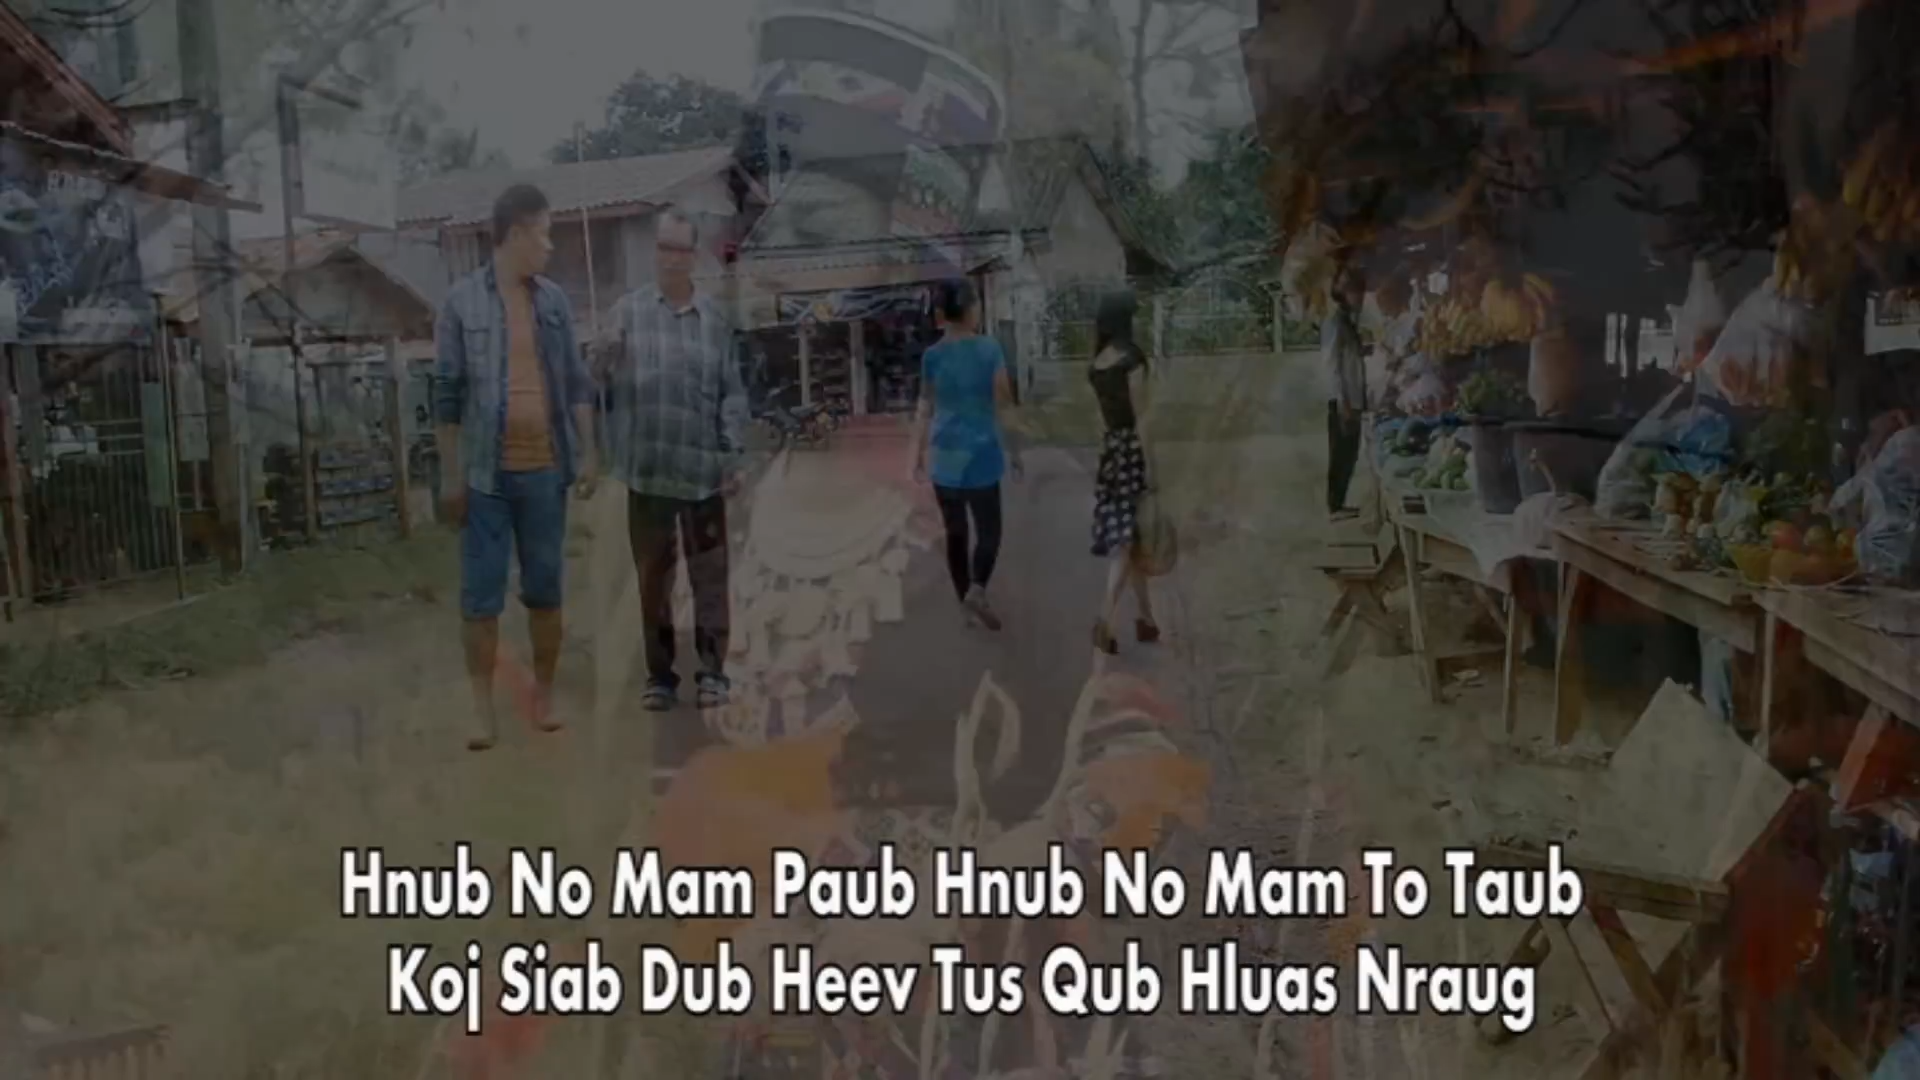 Hnub No Mam Paub Hnub No Mam To Taub
Koj Siab Dub Heev Tus Qub Hluas Nraug